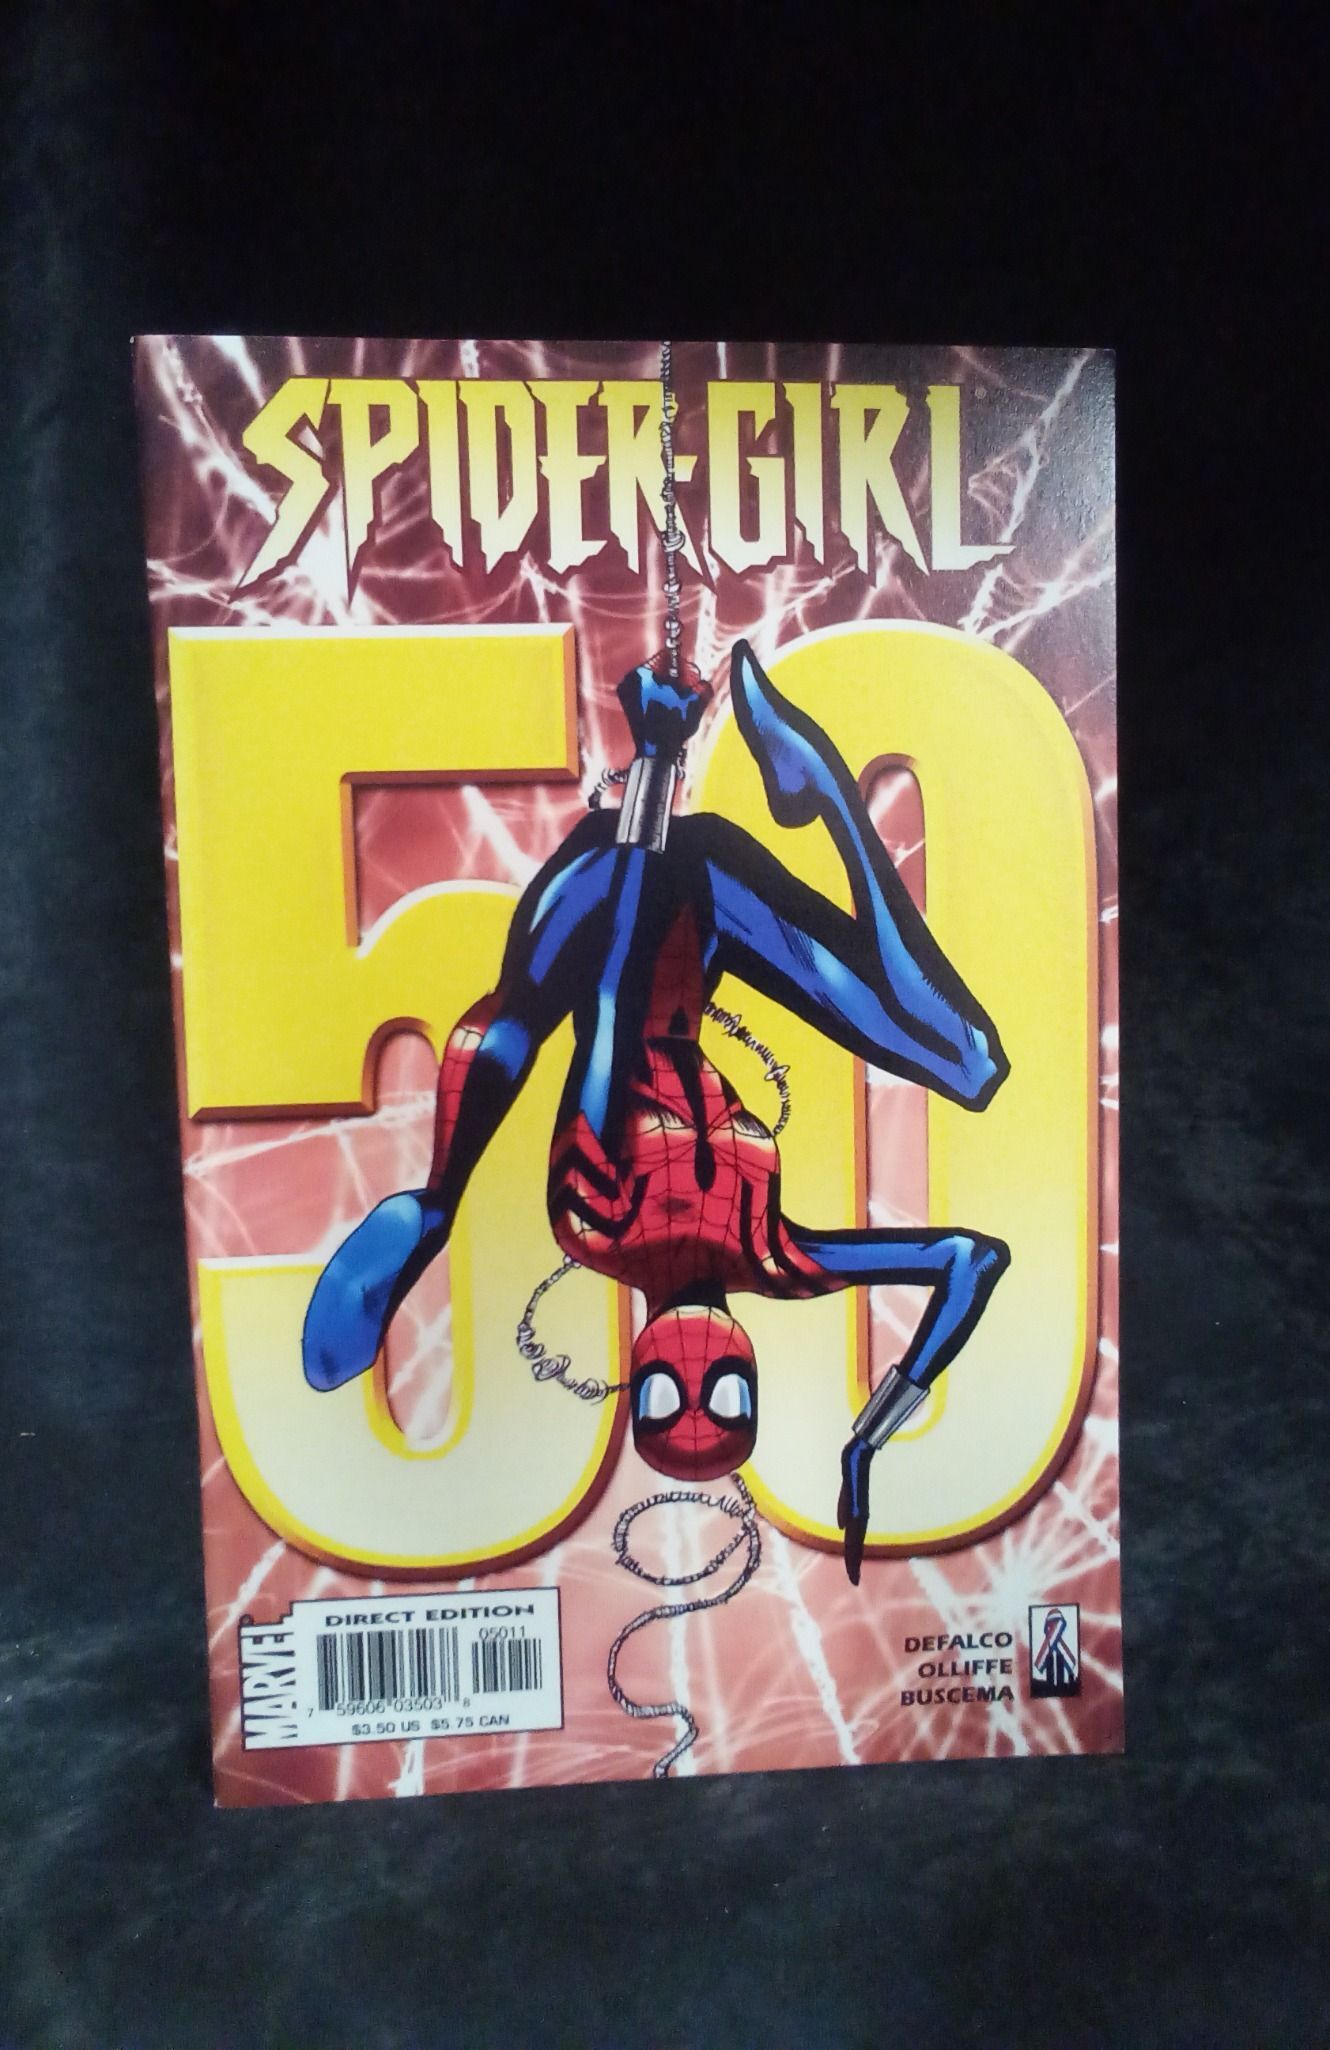 SPIDER-GIRL
50
MARVEL
DIRECT EDITION
05011
7 59606 03503 8
$3.50 US $5.75 CAN
DEFALCO
OLLIFFE
BUSCEMA